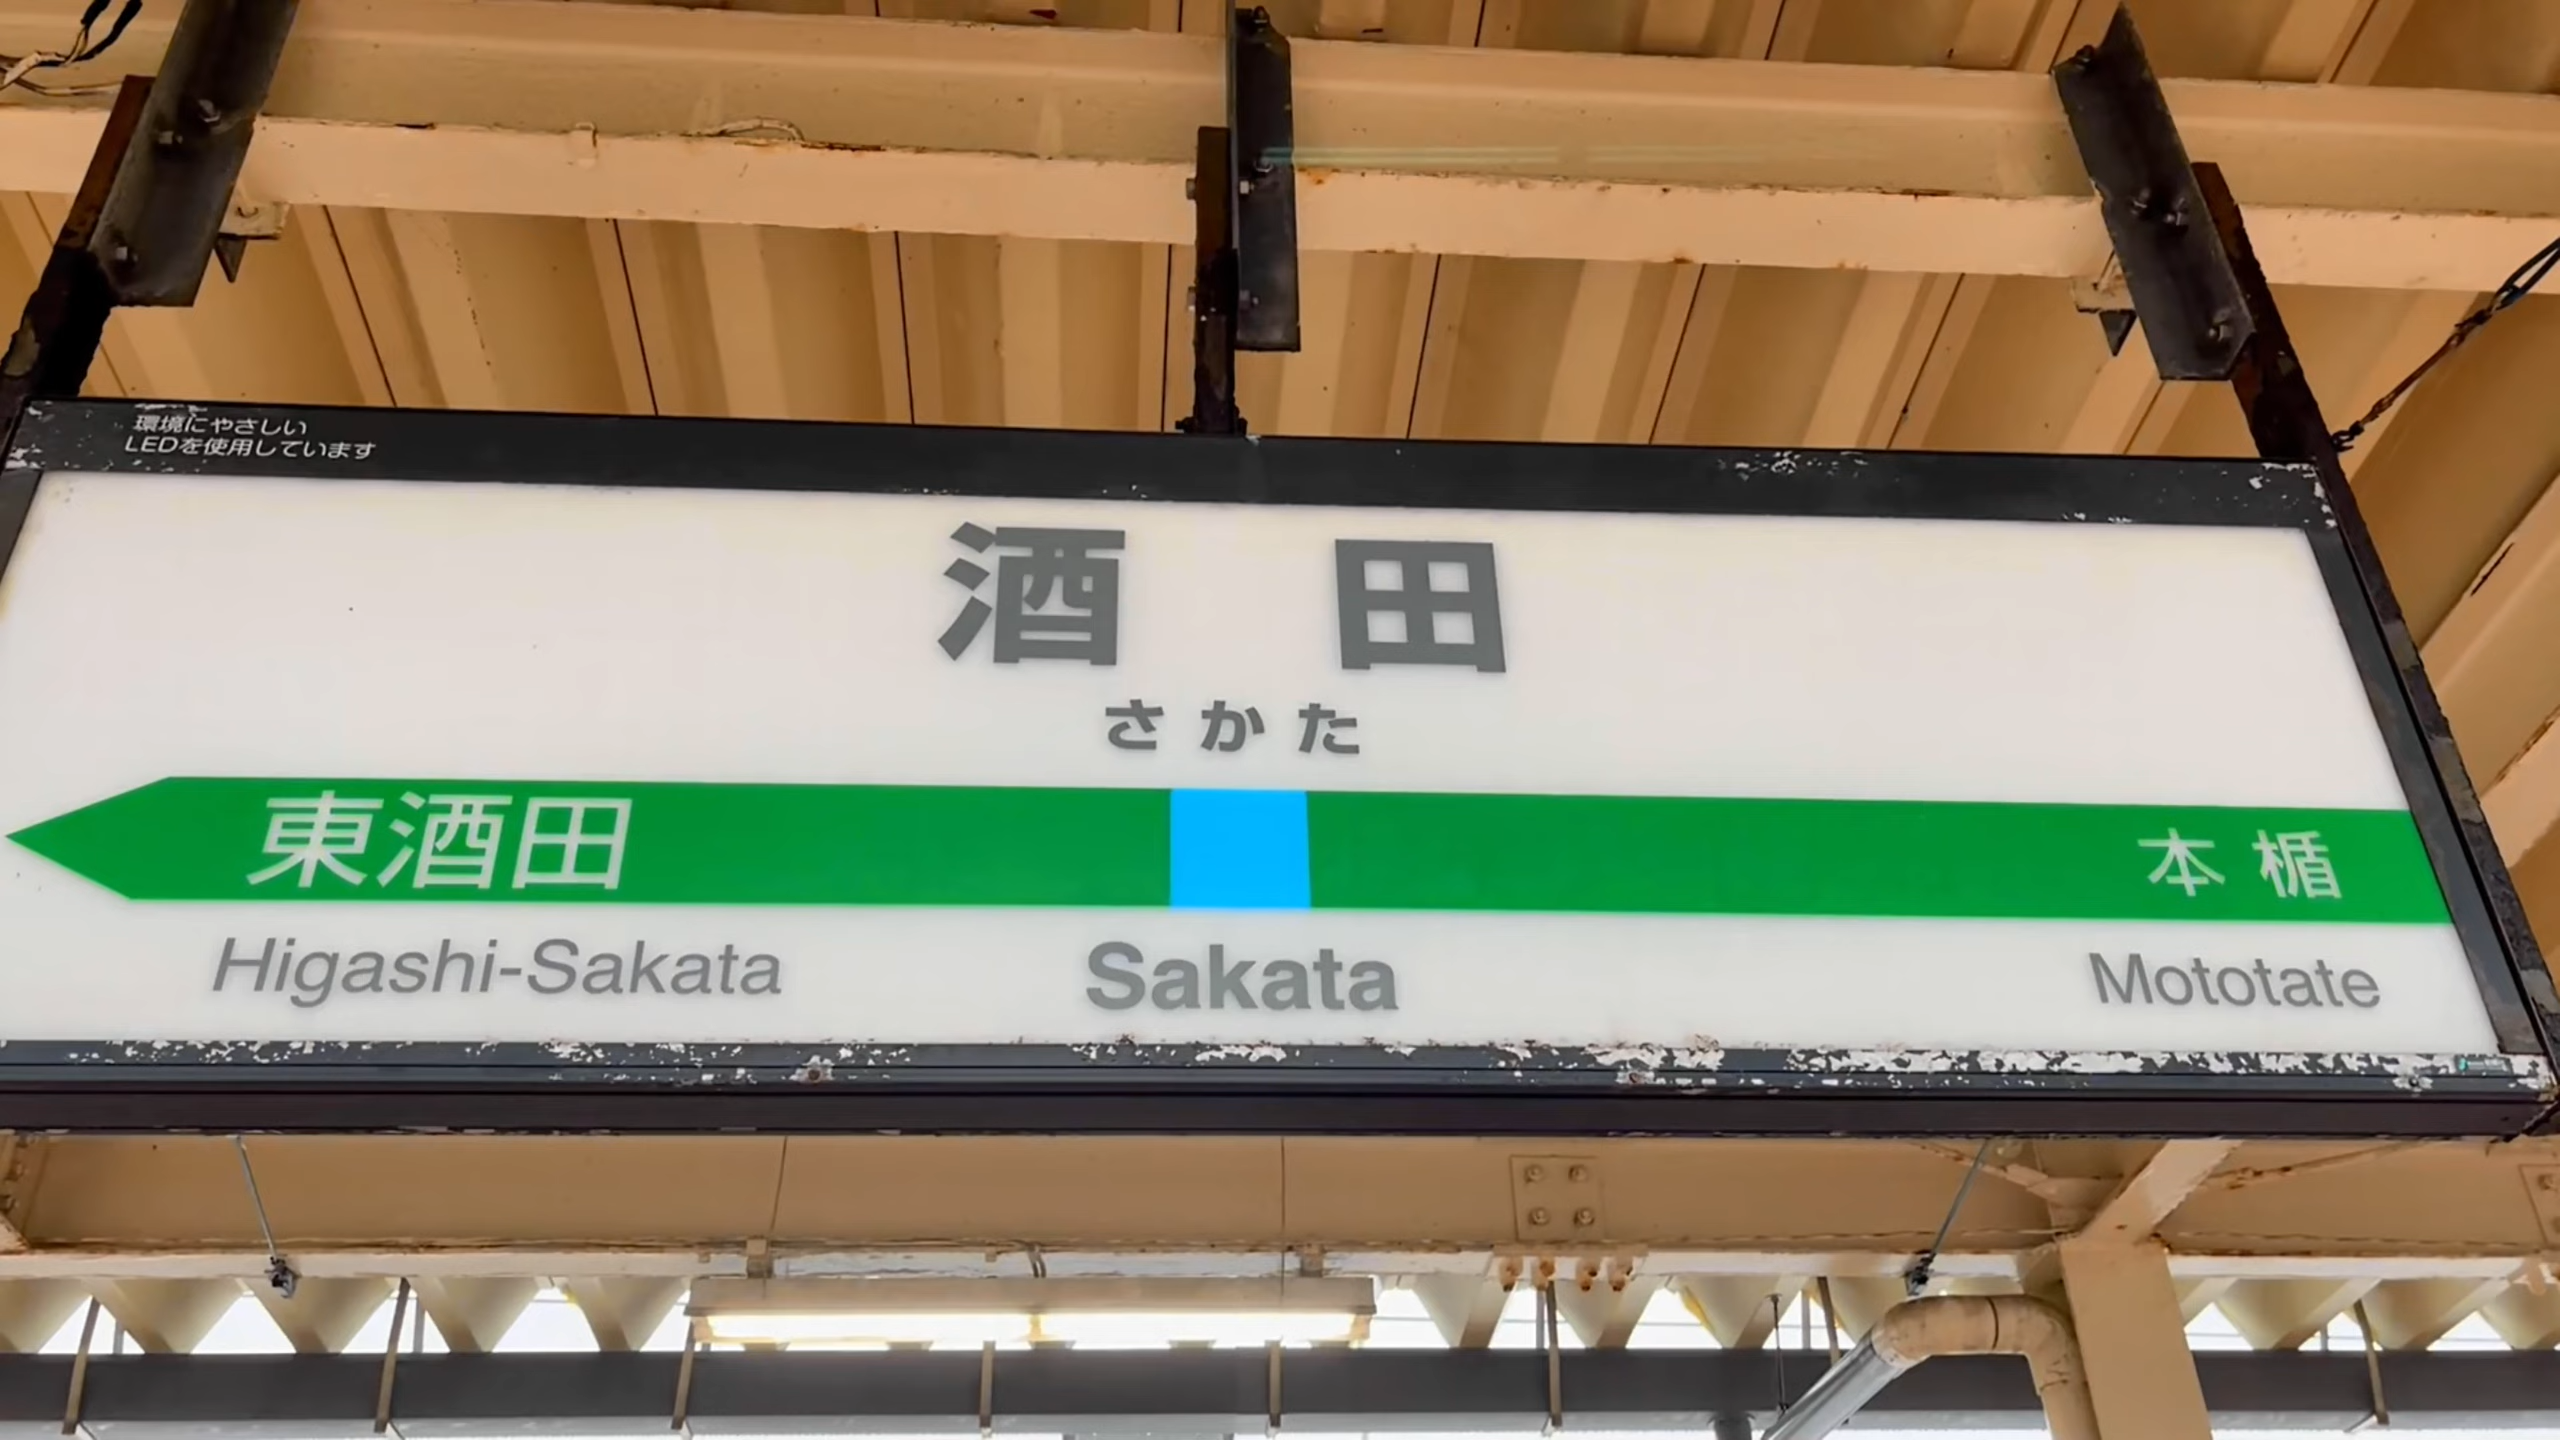 環境にやさしい
LEDを使用しています
酒田
さかた
東酒田
本楯
Higashi-Sakata
Sakata
Mototate